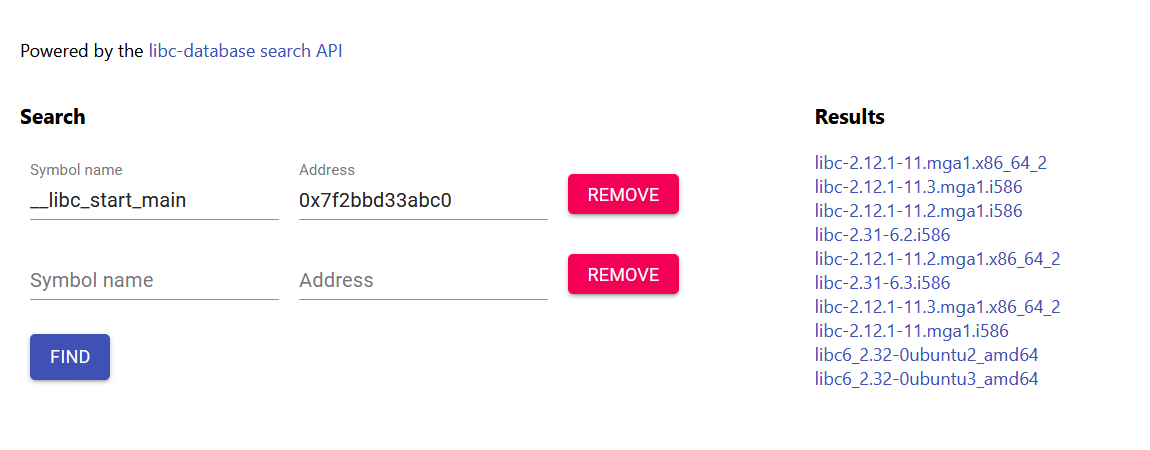 Powered by the libc-database search API
Search
Symbol name Address
__libc_start_main 0x7f2bbd33abc0 REMOVE
Symbol name Address REMOVE
FIND
Results
libc-2.12.1-11.mga1.x86_64_2
libc-2.12.1-11.3.mga1.i586
libc-2.12.1-11.2.mga1.i586
libc-2.31-6.2.i586
libc-2.12.1-11.2.mga1.x86_64_2
libc-2.31-6.3.i586
libc-2.12.1-11.3.mga1.x86_64_2
libc-2.12.1-11.mga1.i586
libc6_2.32-0ubuntu2_amd64
libc6_2.32-0ubuntu3_amd64